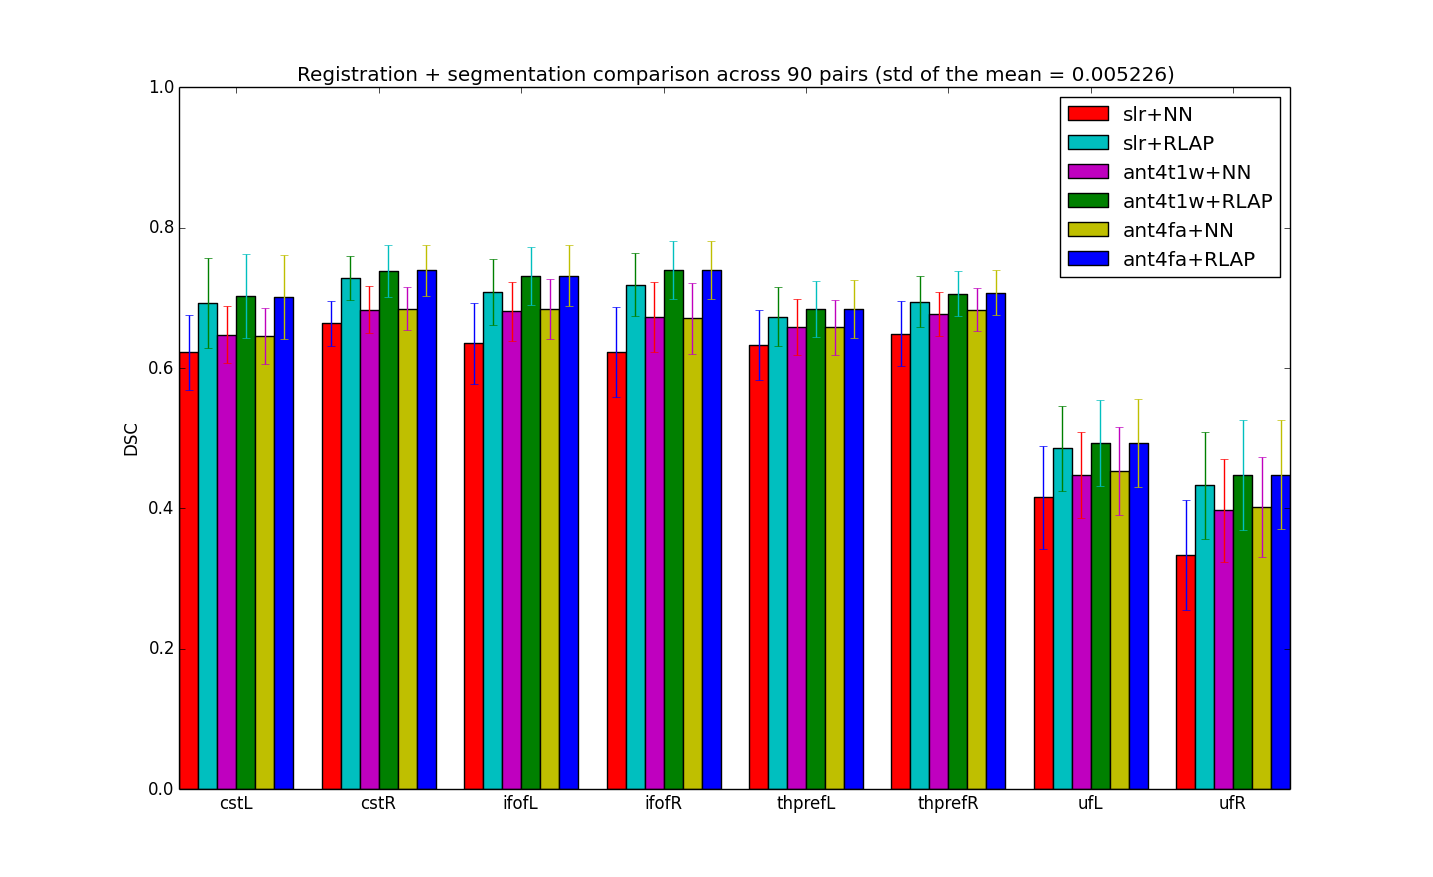 Registration + segmentation comparison across 90 pairs (std of the mean = 0.005226)
1.0
0.8
0.6
0.4
0.2
0.0
DSC
slr+NN
slr+RLAP
ant4t1w+NN
ant4t1w+RLAP
ant4fa+NN
ant4fa+RLAP
cstL cstR ifofL ifofR thprefL thprefR ufL ufR